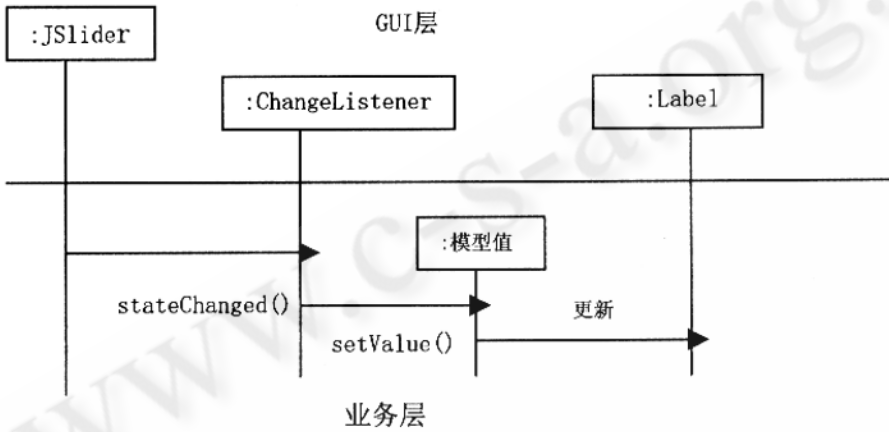 GUI层
:JSlider
:ChangeListener
:Label
:模型值
stateChanged()
更新
setValue()
业务层
www.c-s-a.org.